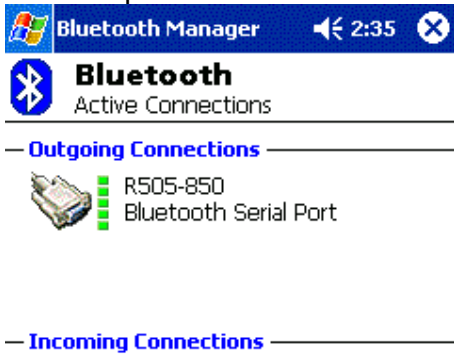 Bluetooth Manager 2:35
Bluetooth
Active Connections
Outgoing Connections
R505-850
Bluetooth Serial Port
Incoming Connections